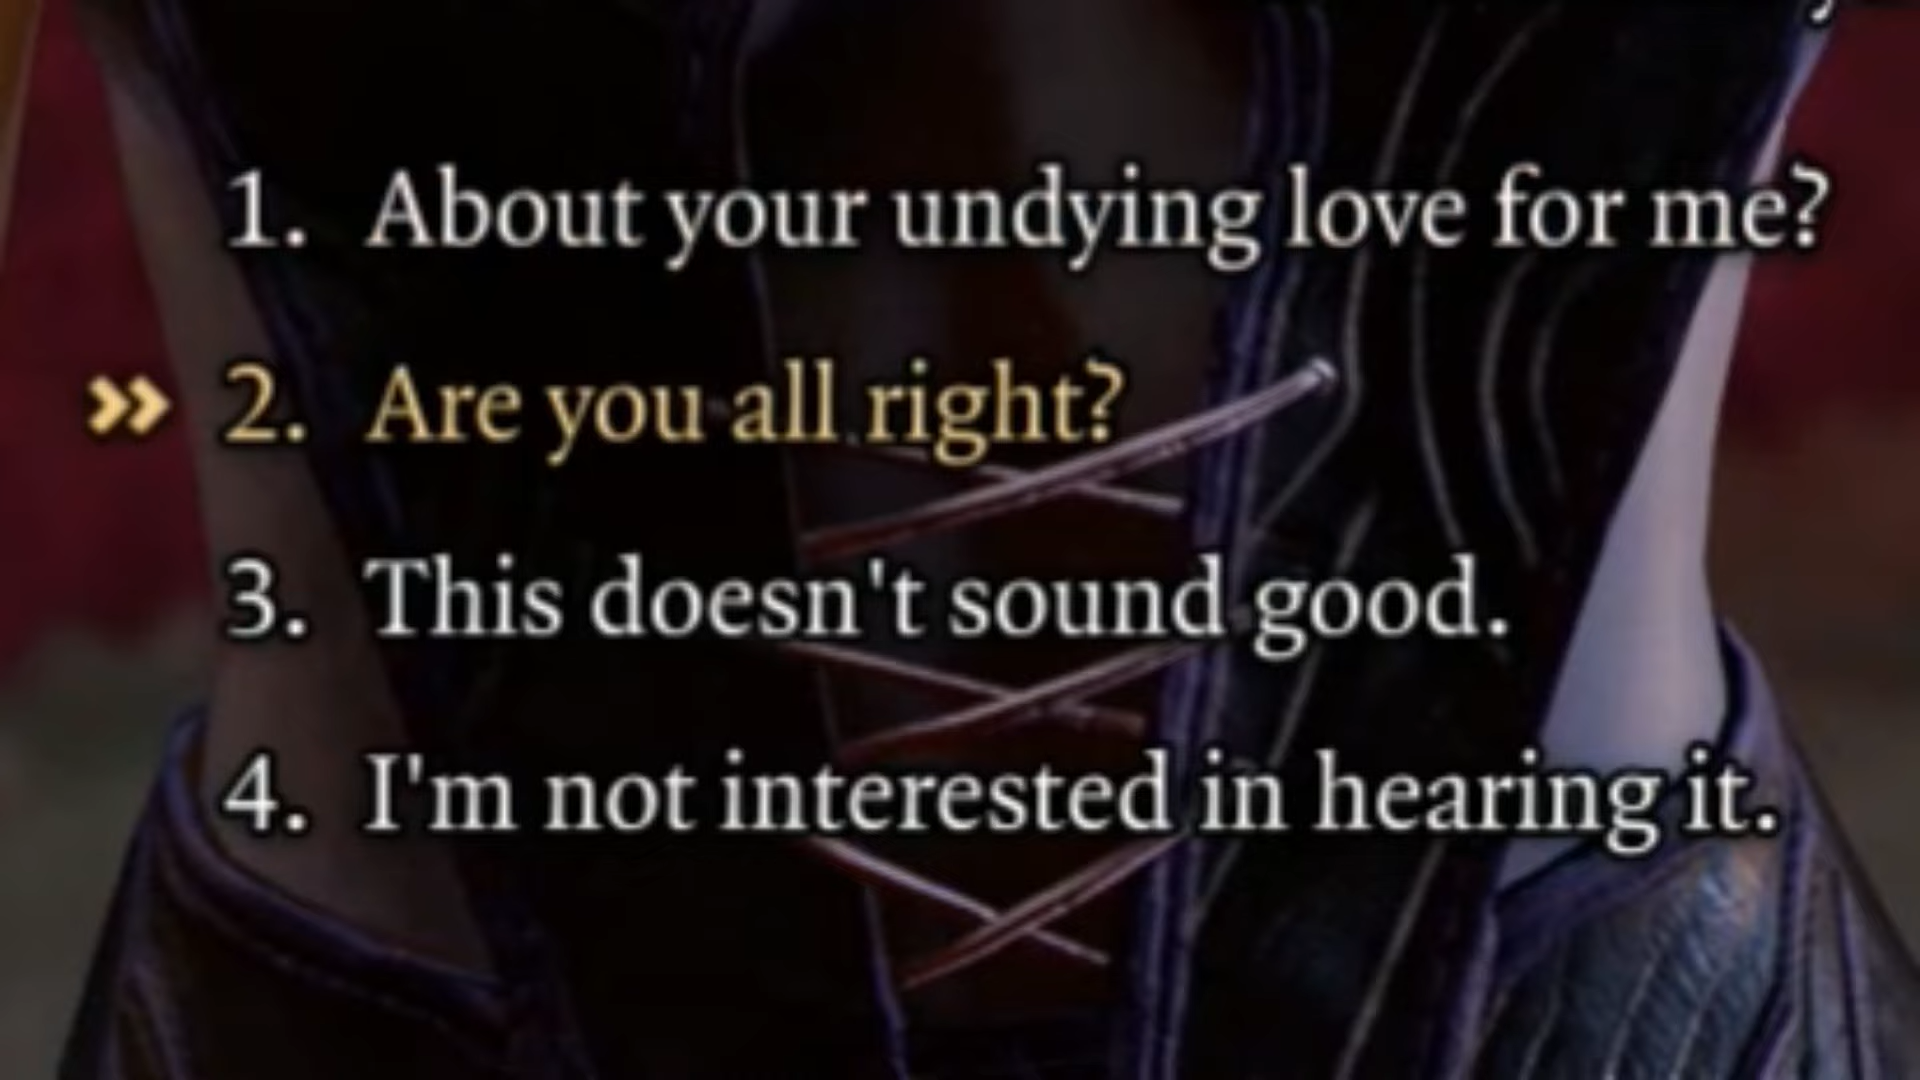 1. About your undying love for me?
2. Are you all right?
3. This doesn't sound good.
4. I'm not interested in hearing it.